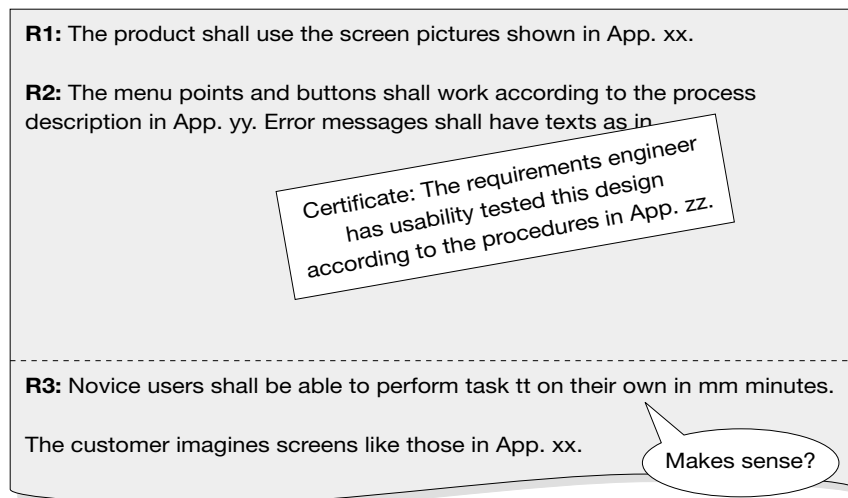 R1: The product shall use the screen pictures shown in App. xx.
R2: The menu points and buttons shall work according to the process
description in App. yy. Error messages shall have texts as in
Certificate: The requirements engineer
has usability tested this design
according to the procedures in App. zz.
R3: Novice users shall be able to perform task tt on their own in mm minutes.
The customer imagines screens like those in App. xx.
Makes sense?